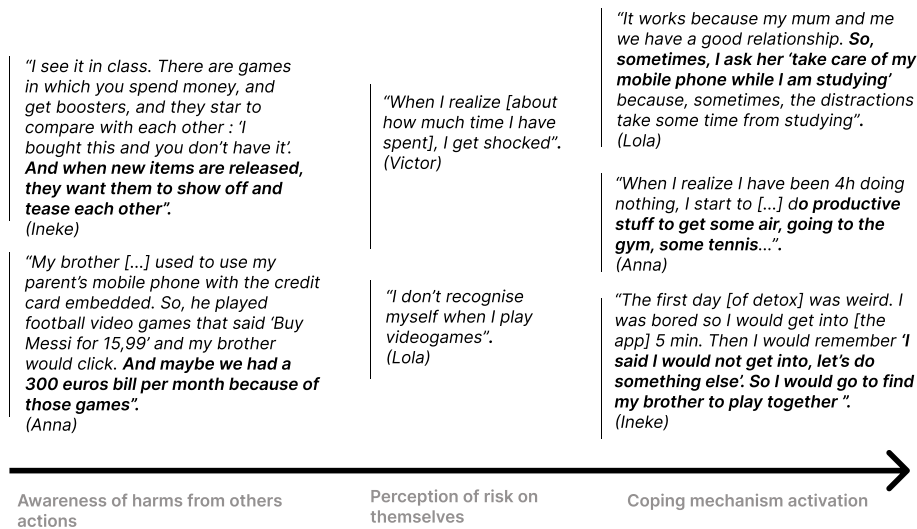 “I see it in class. There are games
in which you spend money, and
get boosters, and they star to
compare with each other : ‘I
bought this and you don’t have it’.
And when new items are released,
they want them to show off and
tease each other”.
(Ineke)
“My brother [...] used to use my
parent’s mobile phone with the credit
card embedded. So, he played
football video games that said ‘Buy
Messi for 15,99’ and my brother
would click. And maybe we had a
300 euros bill per month because of
those games”.
(Anna)
“When I realize [about
how much time I have
spent], I get shocked”.
(Victor)
“I don’t recognise
myself when I play
videogames”.
(Lola)
“It works because my mum and me
we have a good relationship. So,
sometimes, I ask her ‘take care of my
mobile phone while I am studying’
because, sometimes, the distractions
take some time from studying”.
(Lola)
“When I realize I have been 4h doing
nothing, I start to [...] do productive
stuff to get some air, going to the
gym, some tennis...”.
(Anna)
“The first day [of detox] was weird. I
was bored so I would get into [the
app] 5 min. Then I would remember ‘I
said I would not get into, let’s do
something else’. So I would go to find
my brother to play together ”.
(Ineke)
Awareness of harms from others
actions
Perception of risk on
themselves
Coping mechanism activation